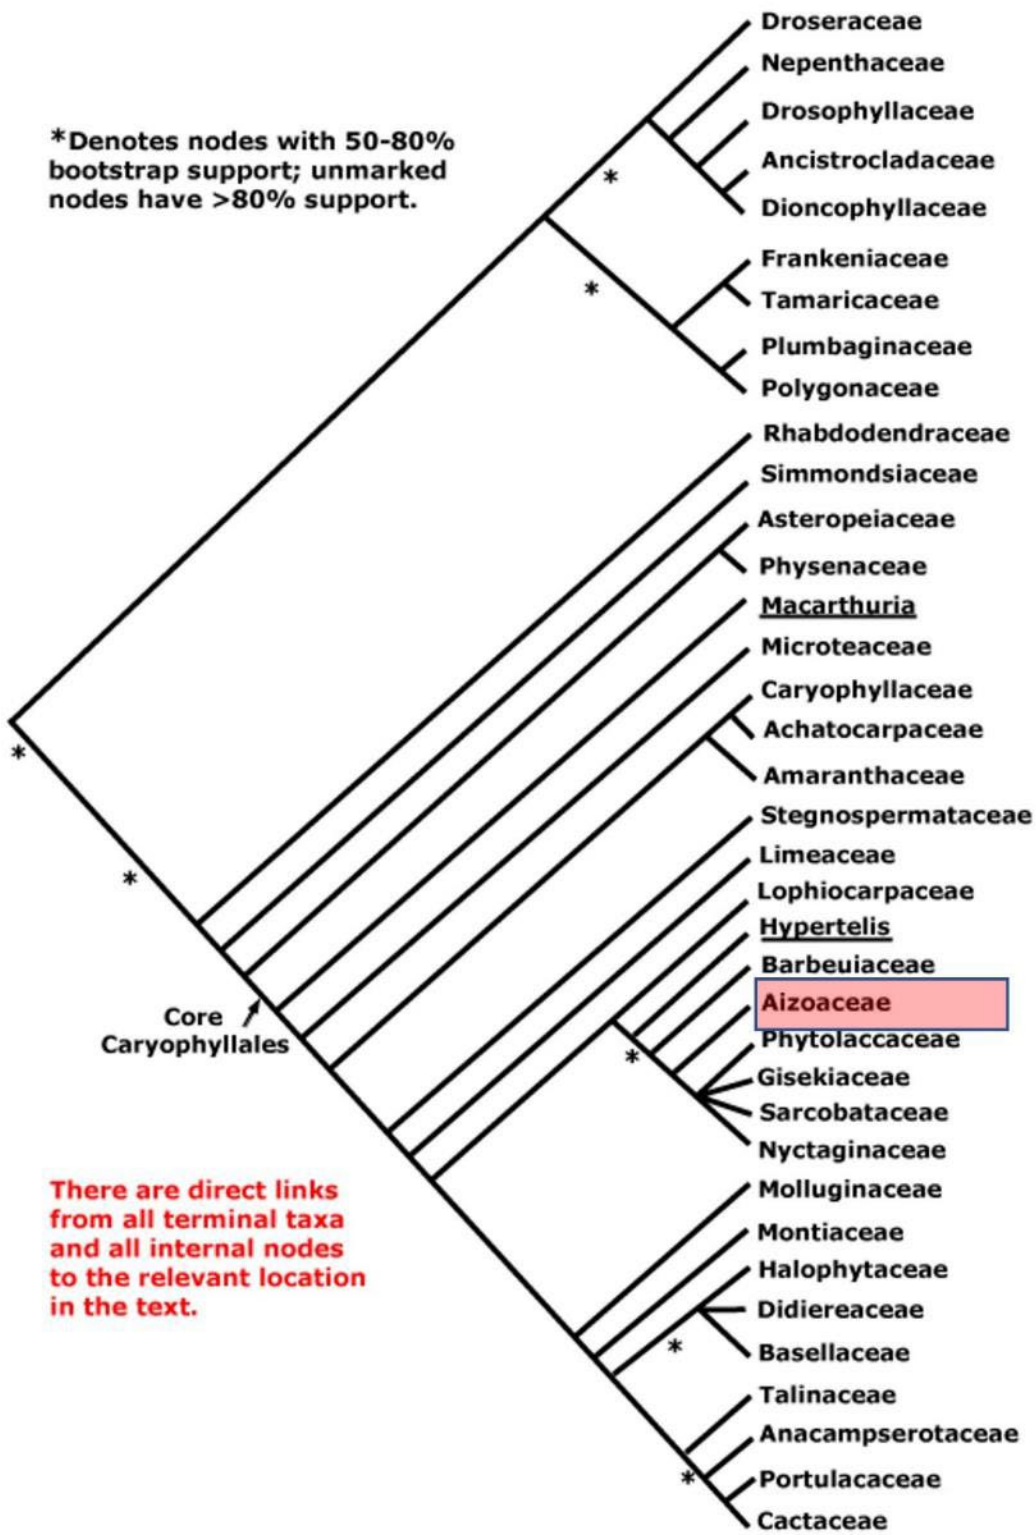 Droseraceae
Nepenthaceae
*Denotes nodes with 50-80%
bootstrap support; unmarked
nodes have >80% support.
Drosophyllaceae
Ancistrocladaceae
*
Dioncophyllaceae
Frankeniaceae
*
Tamaricaceae
Plumbaginaceae
Polygonaceae
Rhabdodendraceae
Simmondsiaceae
Asteropeiaceae
Physenaceae
Macarthuria
Microteaceae
Caryophyllaceae
Achatocarpaceae
*
Amaranthaceae
Stegnospermataceae
Limeaceae
*
Lophiocarpaceae
Hypertelis
Barbeuiaceae
Aizoaceae
Core
Caryophyllales
Phytolaccaceae
*
Gisekiaceae
Sarcobataceae
Nyctaginaceae
Molluginaceae
There are direct links
from all terminal taxa
and all internal nodes
to the relevant location
in the text.
Montiaceae
Halophytaceae
Didiereaceae
*
Basellaceae
Talinaceae
Anacampserotaceae
*
Portulacaceae
Cactaceae